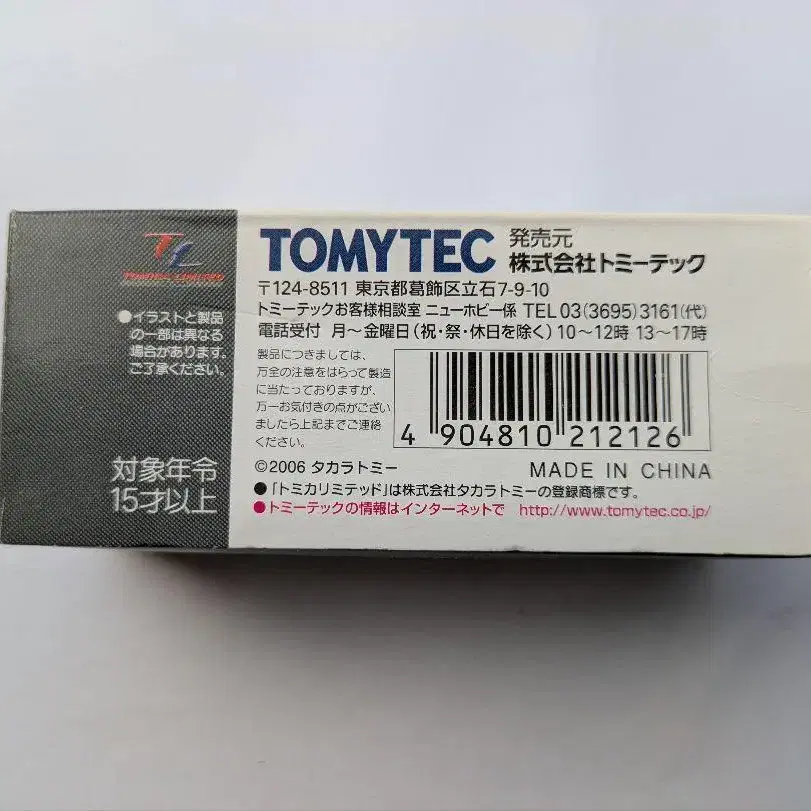 TL
TOMICA LIMITED
●イラストと製品
の一部は異なる
場合があります。
ご了承ください。
対象年令
15才以上
TOMYTEC 発売元
株式会社トミーテック
〒124-8511 東京都葛飾区立石7-9-10
トミーテックお客様相談室 ニューホビー係 TEL 03(3695)3161(代)
電話受付 月〜金曜日(祝・祭・休日を除く)10〜12時 13〜17時
製品につきましては、
万全の注意をはらって製造
に当たっておりますが、
万一お気付きの点がござい
ましたら上記までご連絡
ください。
4 904810 212126
©2006 タカラトミー MADE IN CHINA
●「トミカリミテッド」は株式会社タカラトミーの登録商標です。
●トミーテックの情報はインターネットで http://www.tomytec.co.jp/